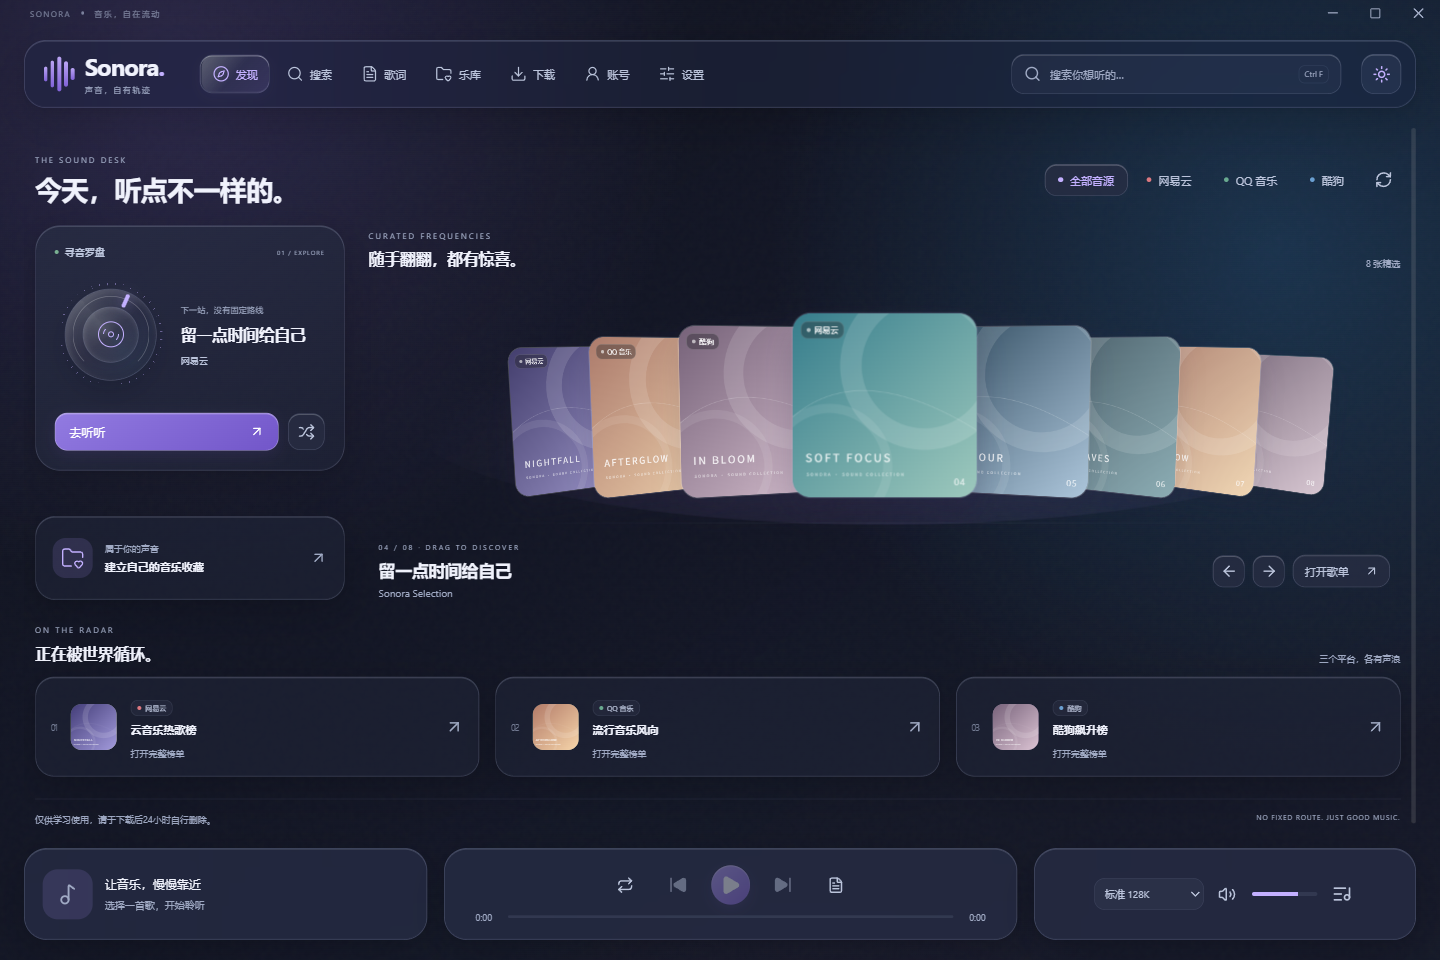 SONORA • 音乐，自在流动
Sonora.
声音，自有轨迹
发现
搜索
歌词
乐库
下载
账号
设置
搜索你想听的...
Ctrl F
THE SOUND DESK
今天，听点不一样的。
全部音源
网易云
QQ 音乐
酷狗
寻音罗盘
01 / EXPLORE
下一站，没有固定路线
留一点时间给自己
网易云
去听听
属于你的声音
建立自己的音乐收藏
CURATED FREQUENCIES
随手翻翻，都有惊喜。
8 张精选
网易云
NIGHTFALL
QQ 音乐
AFTERGLOW
酷狗
IN BLOOM
网易云
SOFT FOCUS
SONORA · SOUND COLLECTION
04
OUR
COLLECTION
05
AVES
COLLECTION
06
OW
07
08
04 / 08 · DRAG TO DISCOVER
留一点时间给自己
Sonora Selection
打开歌单
ON THE RADAR
正在被世界循环。
三个平台，各有声浪
01
网易云
云音乐热歌榜
打开完整榜单
02
QQ 音乐
流行音乐风向
打开完整榜单
03
酷狗
酷狗飙升榜
打开完整榜单
仅供学习使用，请于下载后24小时自行删除。
NO FIXED ROUTE. JUST GOOD MUSIC.
让音乐，慢慢靠近
选择一首歌，开始聆听
0:00
0:00
标准 128K